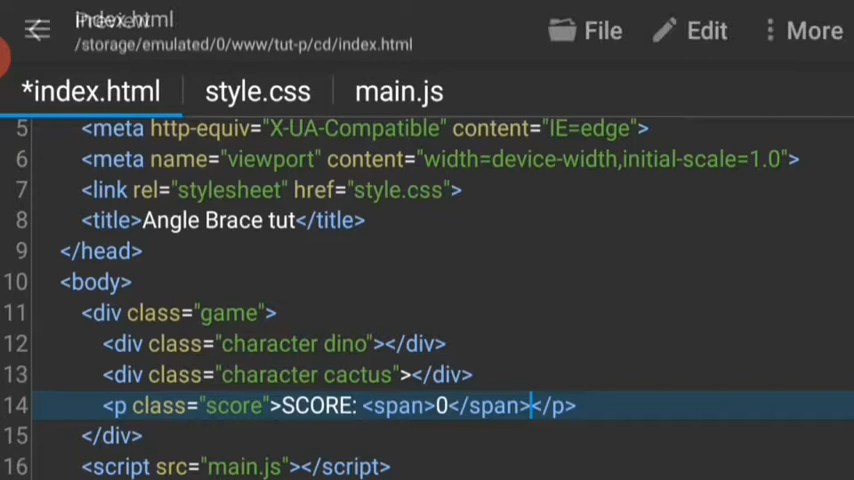 index.html
Preview
/storage/emulated/0/www/tut-p/cd/index.html
File
Edit
More
*index.html
style.css
main.js
5 <meta http-equiv="X-UA-Compatible" content="IE=edge">
6 <meta name="viewport" content="width=device-width,initial-scale=1.0">
7 <link rel="stylesheet" href="style.css">
8 <title>Angle Brace tut</title>
9 </head>
10 <body>
11 <div class="game">
12 <div class="character dino"></div>
13 <div class="character cactus"></div>
14 <p class="score">SCORE: <span>0</span></p>
15 </div>
16 <script src="main.js"></script>